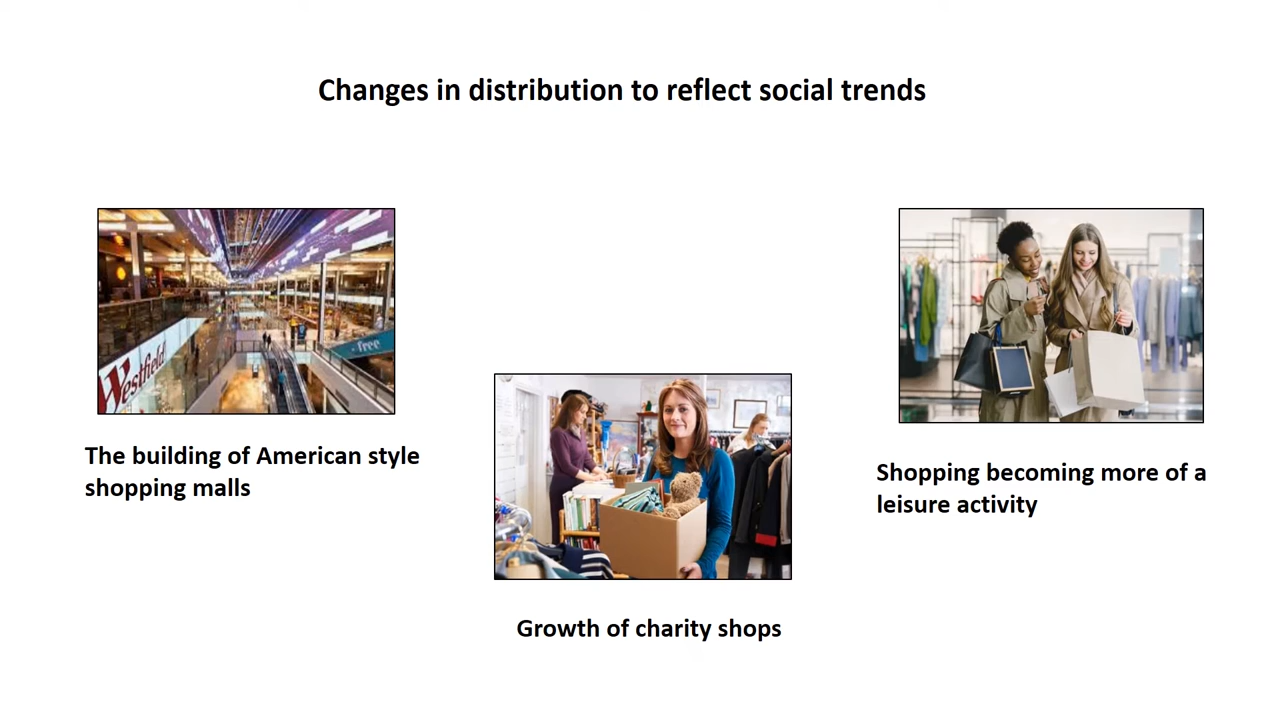 Changes in distribution to reflect social trends
Westfield
free
The building of American style
shopping malls
Growth of charity shops
Shopping becoming more of a
leisure activity